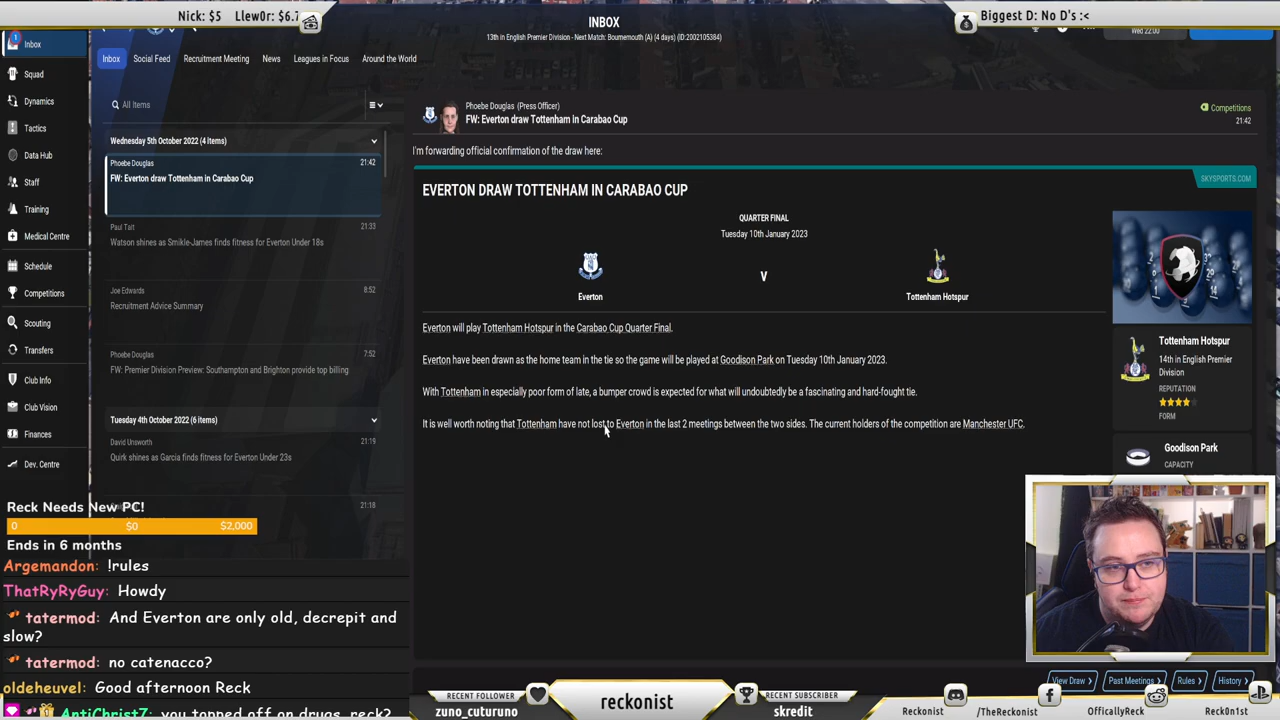 Nick: $5
Llew0r: $6.7
INBOX
13th in English Premier Division - Next Match: Bournemouth (A) (4 days) (ID:2002105384)
Biggest D: No D's :<
Wed 22:00
1
Inbox
Squad
Dynamics
Tactics
Data Hub
Staff
Training
Medical Centre
Schedule
Competitions
Scouting
Transfers
Club Info
Club Vision
Finances
Dev. Centre
Inbox
Social Feed
Recruitment Meeting
News
Leagues in Focus
Around the World
All Items
Wednesday 5th October 2022 (4 items)
Phoebe Douglas
21:42
FW: Everton draw Tottenham in Carabao Cup
Paul Tait
21:33
Watson shines as Smikle-James finds fitness for Everton Under 18s
Joe Edwards
8:52
Recruitment Advice Summary
Phoebe Douglas
7:52
FW: Premier Division Preview: Southampton and Brighton provide top billing
Tuesday 4th October 2022 (6 items)
David Unsworth
21:19
Quirk shines as Garcia finds fitness for Everton Under 23s
21:18
Phoebe Douglas (Press Officer)
FW: Everton draw Tottenham in Carabao Cup
Competitions
21:42
I'm forwarding official confirmation of the draw here:
SKYSPORTS.COM
EVERTON DRAW TOTTENHAM IN CARABAO CUP
QUARTER FINAL
Tuesday 10th January 2023
V
Everton
Tottenham Hotspur
Everton will play Tottenham Hotspur in the Carabao Cup Quarter Final.
Everton have been drawn as the home team in the tie so the game will be played at Goodison Park on Tuesday 10th January 2023.
With Tottenham in especially poor form of late, a bumper crowd is expected for what will undoubtedly be a fascinating and hard-fought tie.
It is well worth noting that Tottenham have not lost to Everton in the last 2 meetings between the two sides. The current holders of the competition are Manchester UFC.
Tottenham Hotspur
14th in English Premier
Division
REPUTATION
FORM
Goodison Park
CAPACITY
Reck Needs New PC!
0
$0
$2,000
Ends in 6 months
Argemandon: !rules
ThatRyRyGuy: Howdy
tatermod: And Everton are only old, decrepit and
slow?
tatermod: no catenacco?
oldeheuvel: Good afternoon Reck
AntiChrist7: you topped off on drugs, reck?
View Draw >
Past Meetings >
Rules >
History >
RECENT FOLLOWER
zuno_cuturuno
reckonist
RECENT SUBSCRIBER
skredit
Reckonist
/TheReckonist
OfficallyReck
Reck0n1st